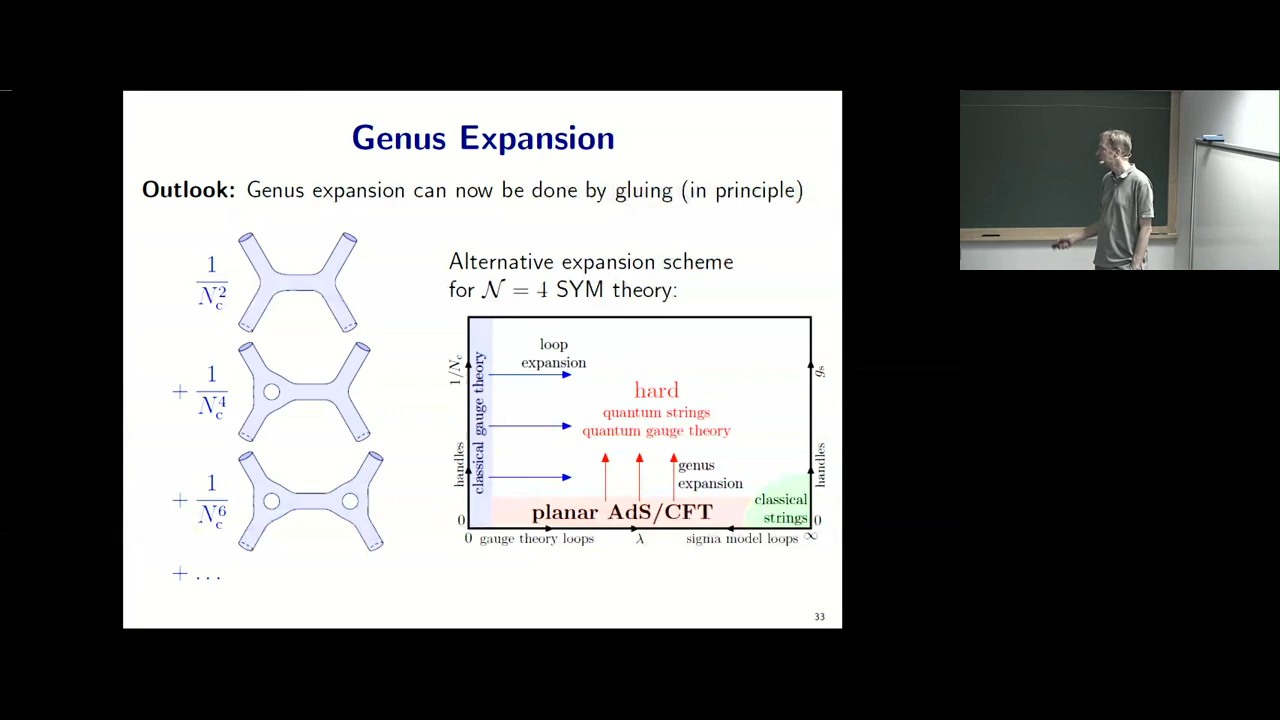 Genus Expansion
Outlook: Genus expansion can now be done by gluing (in principle)
1/N_c^2
+ 1/N_c^4
+ 1/N_c^6
+ ...
Alternative expansion scheme
for 𝒩 = 4 SYM theory:
1/N_c
handles
0
classical gauge theory
loop
expansion
hard
quantum strings
quantum gauge theory
genus
expansion
planar AdS/CFT
classical
strings
g_s
handles
0
0 gauge theory loops λ sigma model loops ∞
33